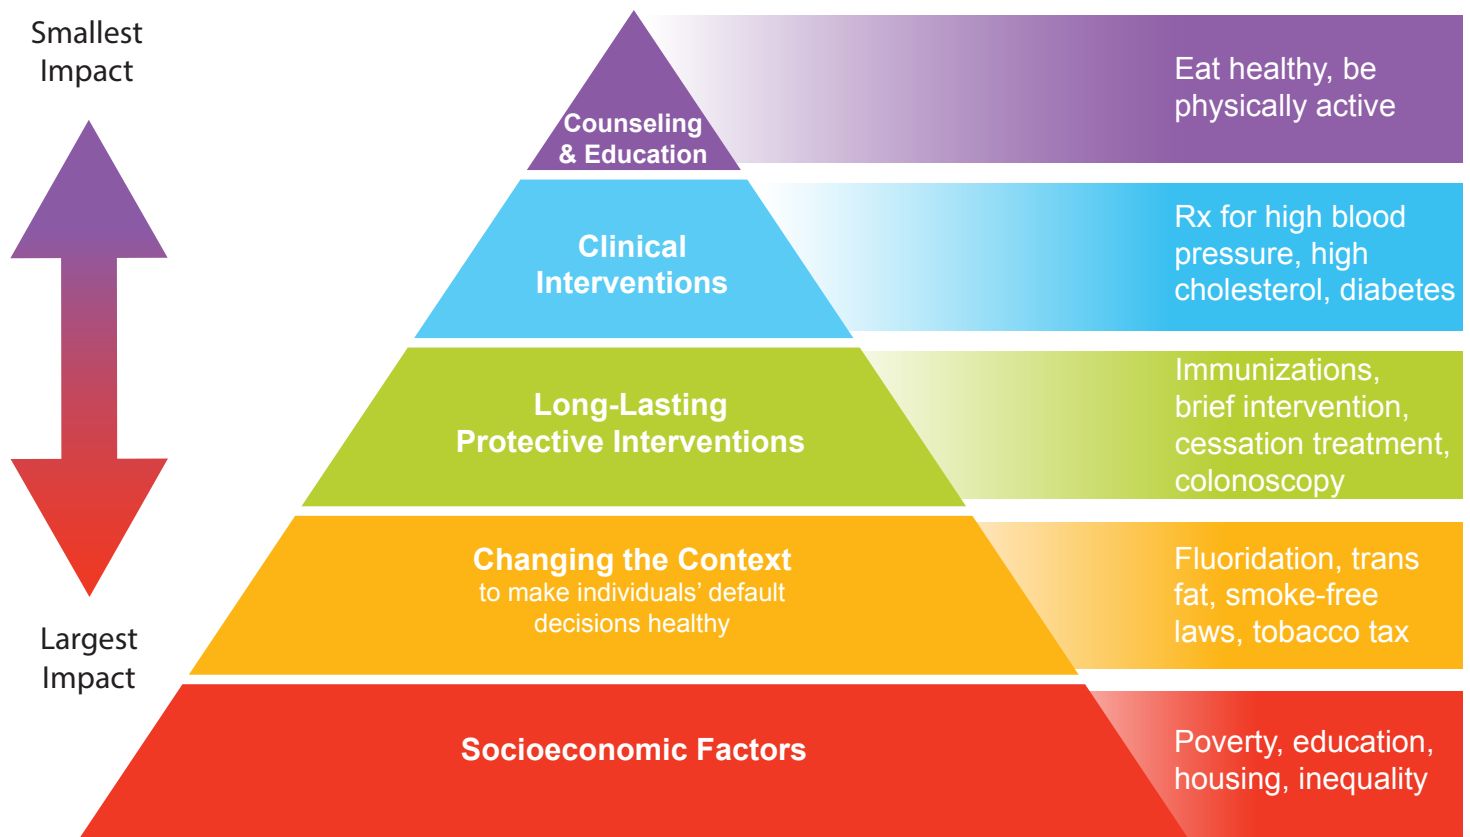 Smallest
Impact
Counseling
& Education
Eat healthy, be
physically active
Clinical
Interventions
Rx for high blood
pressure, high
cholesterol, diabetes
Long-Lasting
Protective Interventions
Immunizations,
brief intervention,
cessation treatment,
colonoscopy
Changing the Context
to make individuals’ default
decisions healthy
Fluoridation, trans
fat, smoke-free
laws, tobacco tax
Largest
Impact
Socioeconomic Factors
Poverty, education,
housing, inequality